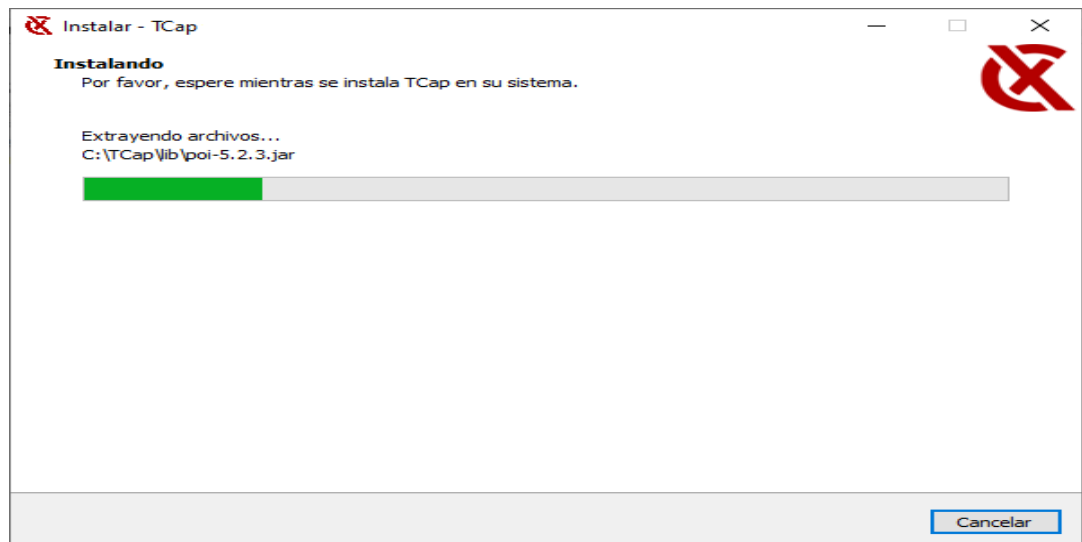 Instalar - TCap
Instalando
Por favor, espere mientras se instala TCap en su sistema.
Extrayendo archivos...
C:\TCap\lib\poi-5.2.3.jar
Cancelar